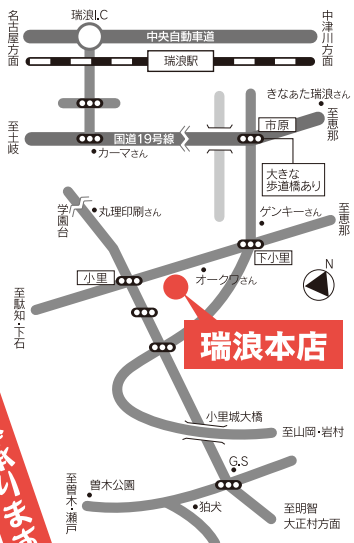 名古屋方面
瑞浪I.C
中央自動車道
中津川方面
瑞浪駅
きなぁた瑞浪さん
市原
至恵那
至土岐
国道19号線
カーマさん
大きな
歩道橋あり
丸理印刷さん
学園台
ゲンキーさん
至恵那
下小里
小里
オークワさん
N
至駄知・下石
瑞浪本店
小里城大橋
至山岡・岩村
G.S
至曽木・瀬戸
曽木公園
狛犬
至明智
大正村方面
ります